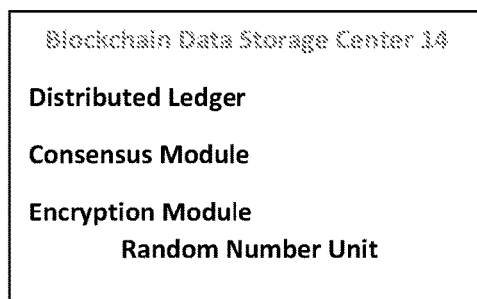 Blockchain Data Storage Center 14
Distributed Ledger
Consensus Module
Encryption Module
Random Number Unit